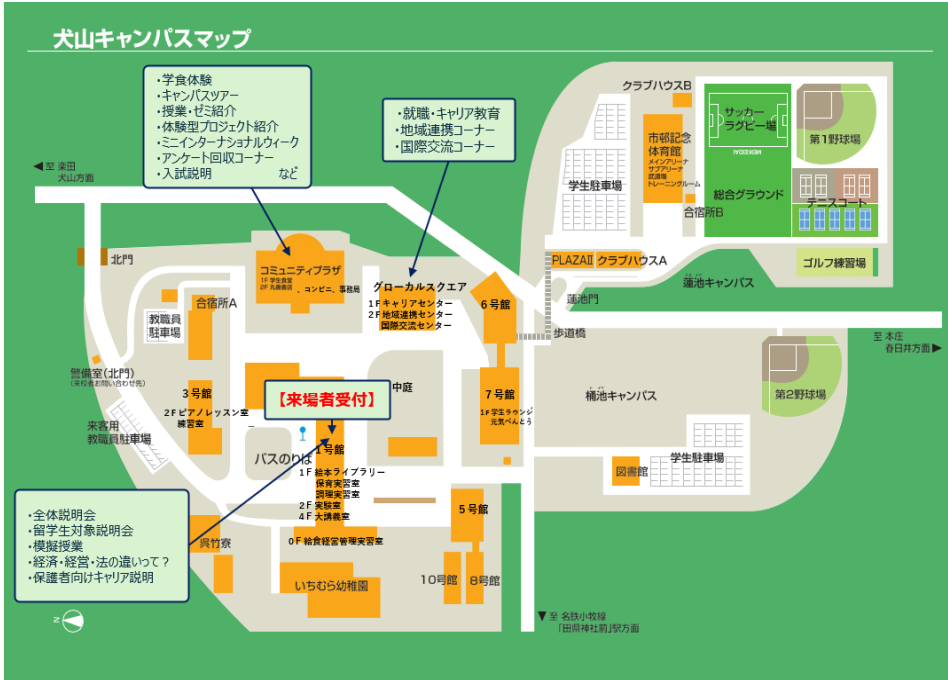 犬山キャンパスマップ
・学食体験
・キャンパスツアー
・授業・ゼミ紹介
・体験型プロジェクト紹介
・ミニインターナショナルウィーク
・アンケート回収コーナー
・入試説明 など
・就職・キャリア教育
・地域連携コーナー
・国際交流コーナー
クラブハウスB
市邨記念
体育館
メインアリーナ
サブアリーナ
武道場
トレーニングルーム
サッカー
ラグビー場
第1野球場
学生駐車場
総合グラウンド
テニスコート
合宿所B
◀至 楽田
犬山方面
北門
コミュニティプラザ
1F 学生食堂
2F 丸善書店
、コンビニ、事務局
グローカルスクエア
1Fキャリアセンター
2F地域連携センター
国際交流センター
PLAZAⅡ
クラブハウスA
ゴルフ練習場
蓮池キャンパス
蓮池門
合宿所A
教職員
駐車場
6号館
歩道橋
至 本庄
春日井方面▶
警備室(北門)
(来校者お問い合わせ先)
3号館
2Fピアノレッスン室
練習室
【来場者受付】
中庭
7号館
1F 学生ラウンジ
元気べんとう
桶池キャンパス
第2野球場
来客用
教職員駐車場
バスのりば
1号館
1F 絵本ライブラリー
保育実習室
調理実習室
2F 実験室
4F 大講義室
図書館
学生駐車場
・全体説明会
・留学生対象説明会
・模擬授業
・経済・経営・法の違いって？
・保護者向けキャリア説明
5号館
呉竹寮
0F 給食経営管理実習室
いちむら幼稚園
10号館
8号館
N
▼至 名鉄小牧線
「田県神社前」駅方面